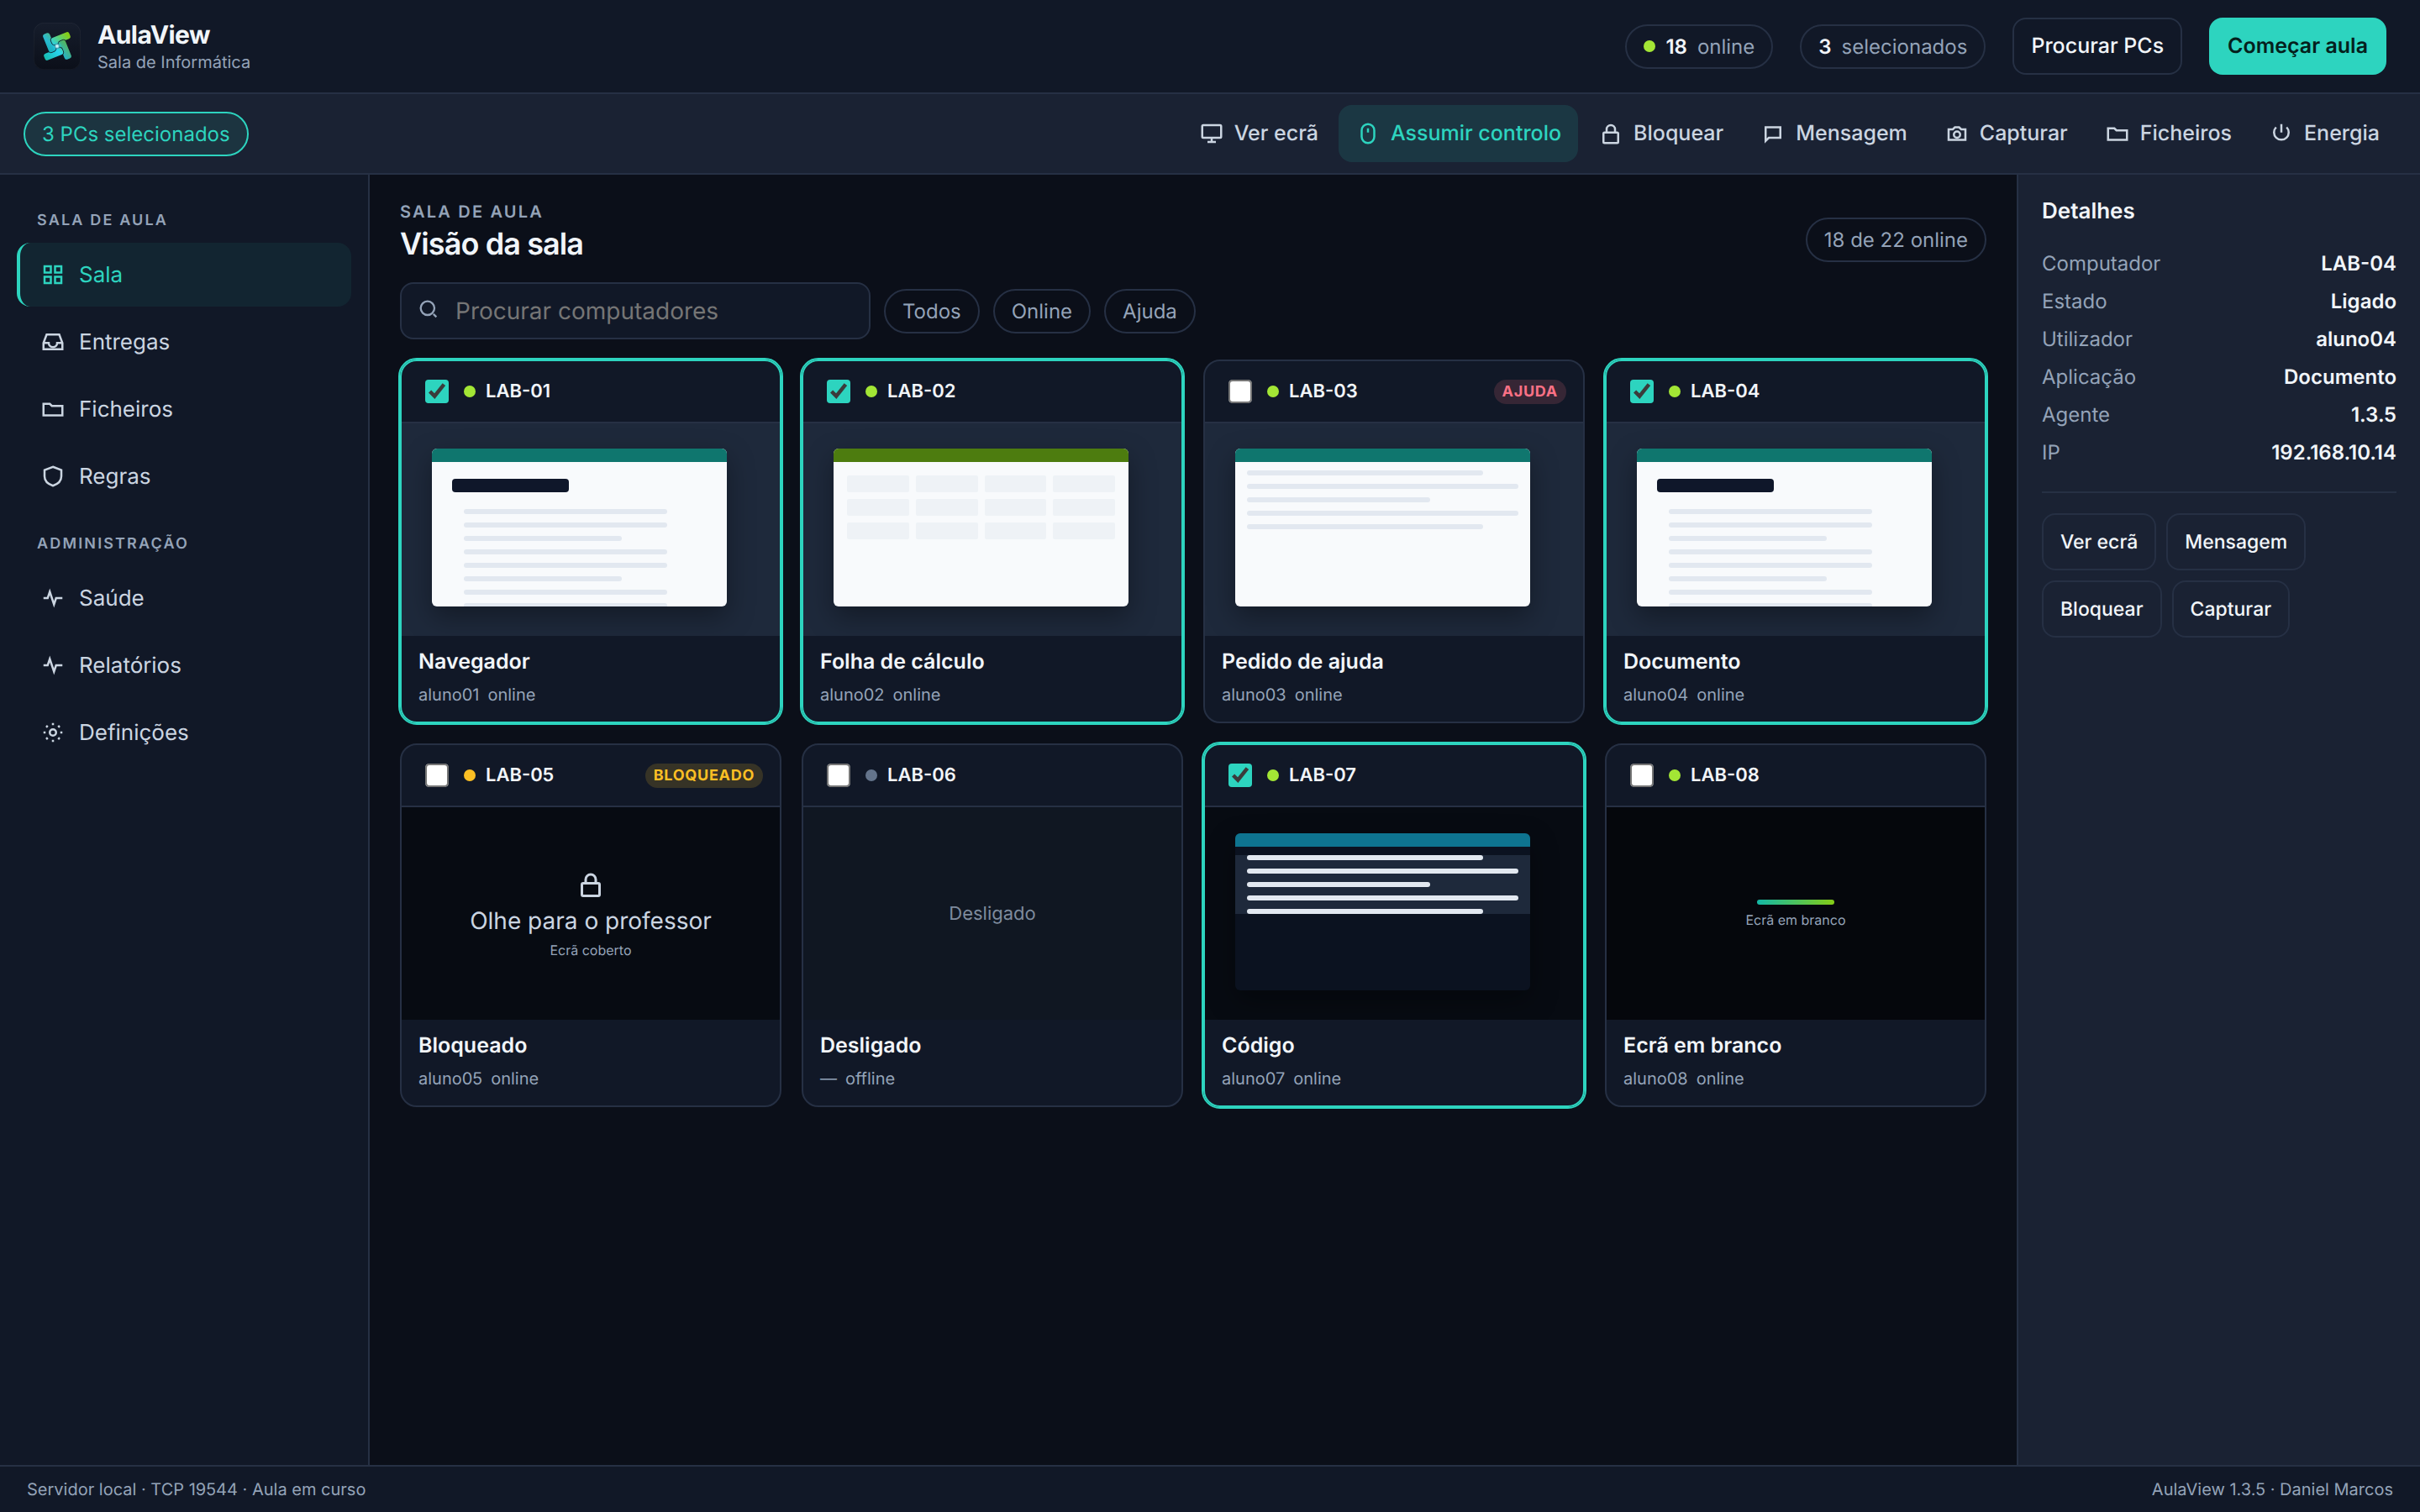 AulaView
Sala de Informática
18 online
3 selecionados
Procurar PCs
Começar aula
3 PCs selecionados
Ver ecrã
Assumir controlo
Bloquear
Mensagem
Capturar
Ficheiros
Energia
SALA DE AULA
Sala
Entregas
Ficheiros
Regras
ADMINISTRAÇÃO
Saúde
Relatórios
Definições
SALA DE AULA
Visão da sala
18 de 22 online
Procurar computadores
Todos
Online
Ajuda
LAB-01
Navegador
aluno01 online
LAB-02
Folha de cálculo
aluno02 online
LAB-03
AJUDA
Pedido de ajuda
aluno03 online
LAB-04
Documento
aluno04 online
LAB-05
BLOQUEADO
Olhe para o professor
Ecrã coberto
Bloqueado
aluno05 online
LAB-06
Desligado
Desligado
— offline
LAB-07
Código
aluno07 online
LAB-08
Ecrã em branco
Ecrã em branco
aluno08 online
Detalhes
Computador LAB-04
Estado Ligado
Utilizador aluno04
Aplicação Documento
Agente 1.3.5
IP 192.168.10.14
Ver ecrã
Mensagem
Bloquear
Capturar
Servidor local · TCP 19544 · Aula em curso
AulaView 1.3.5 · Daniel Marcos